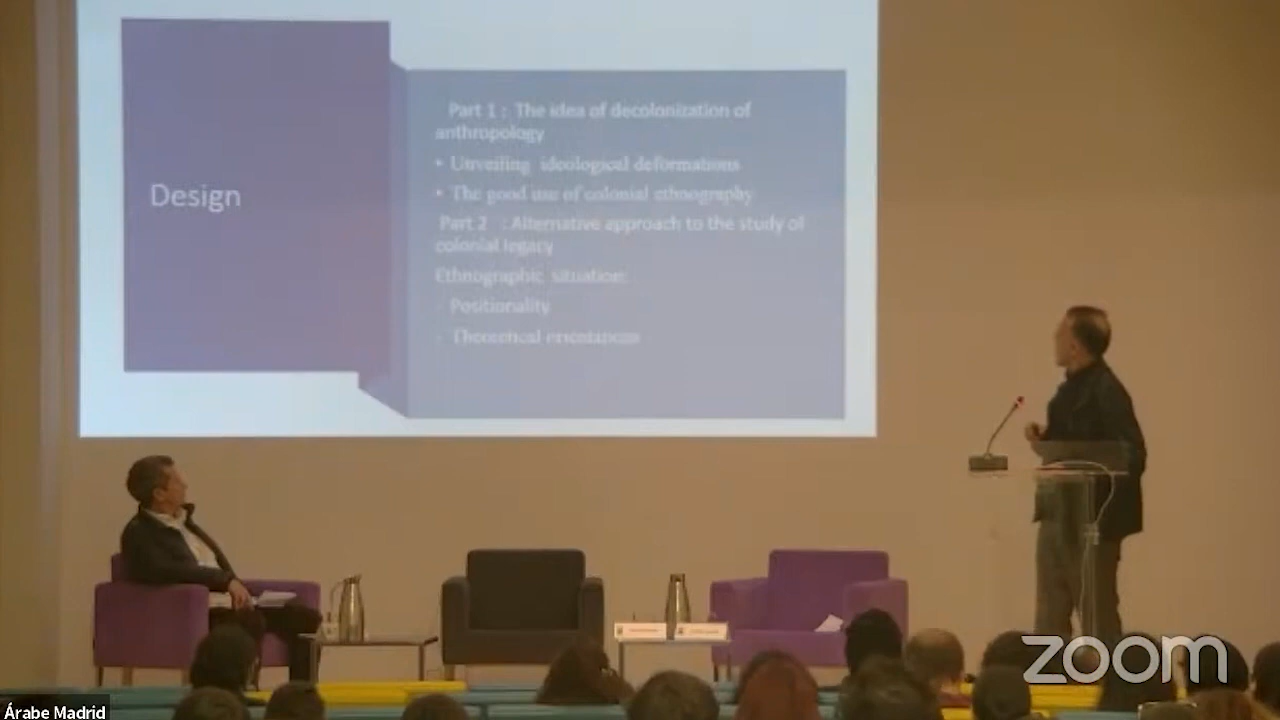 Design
Part 1 : The idea of decolonization of
anthropology
• Unveiling ideological deformations
• The good use of colonial ethnography
Part 2 : Alternative approach to the study of
colonial legacy
Ethnographic situation:
- Positionality
- Theoretical
zoom
Árabe Madrid